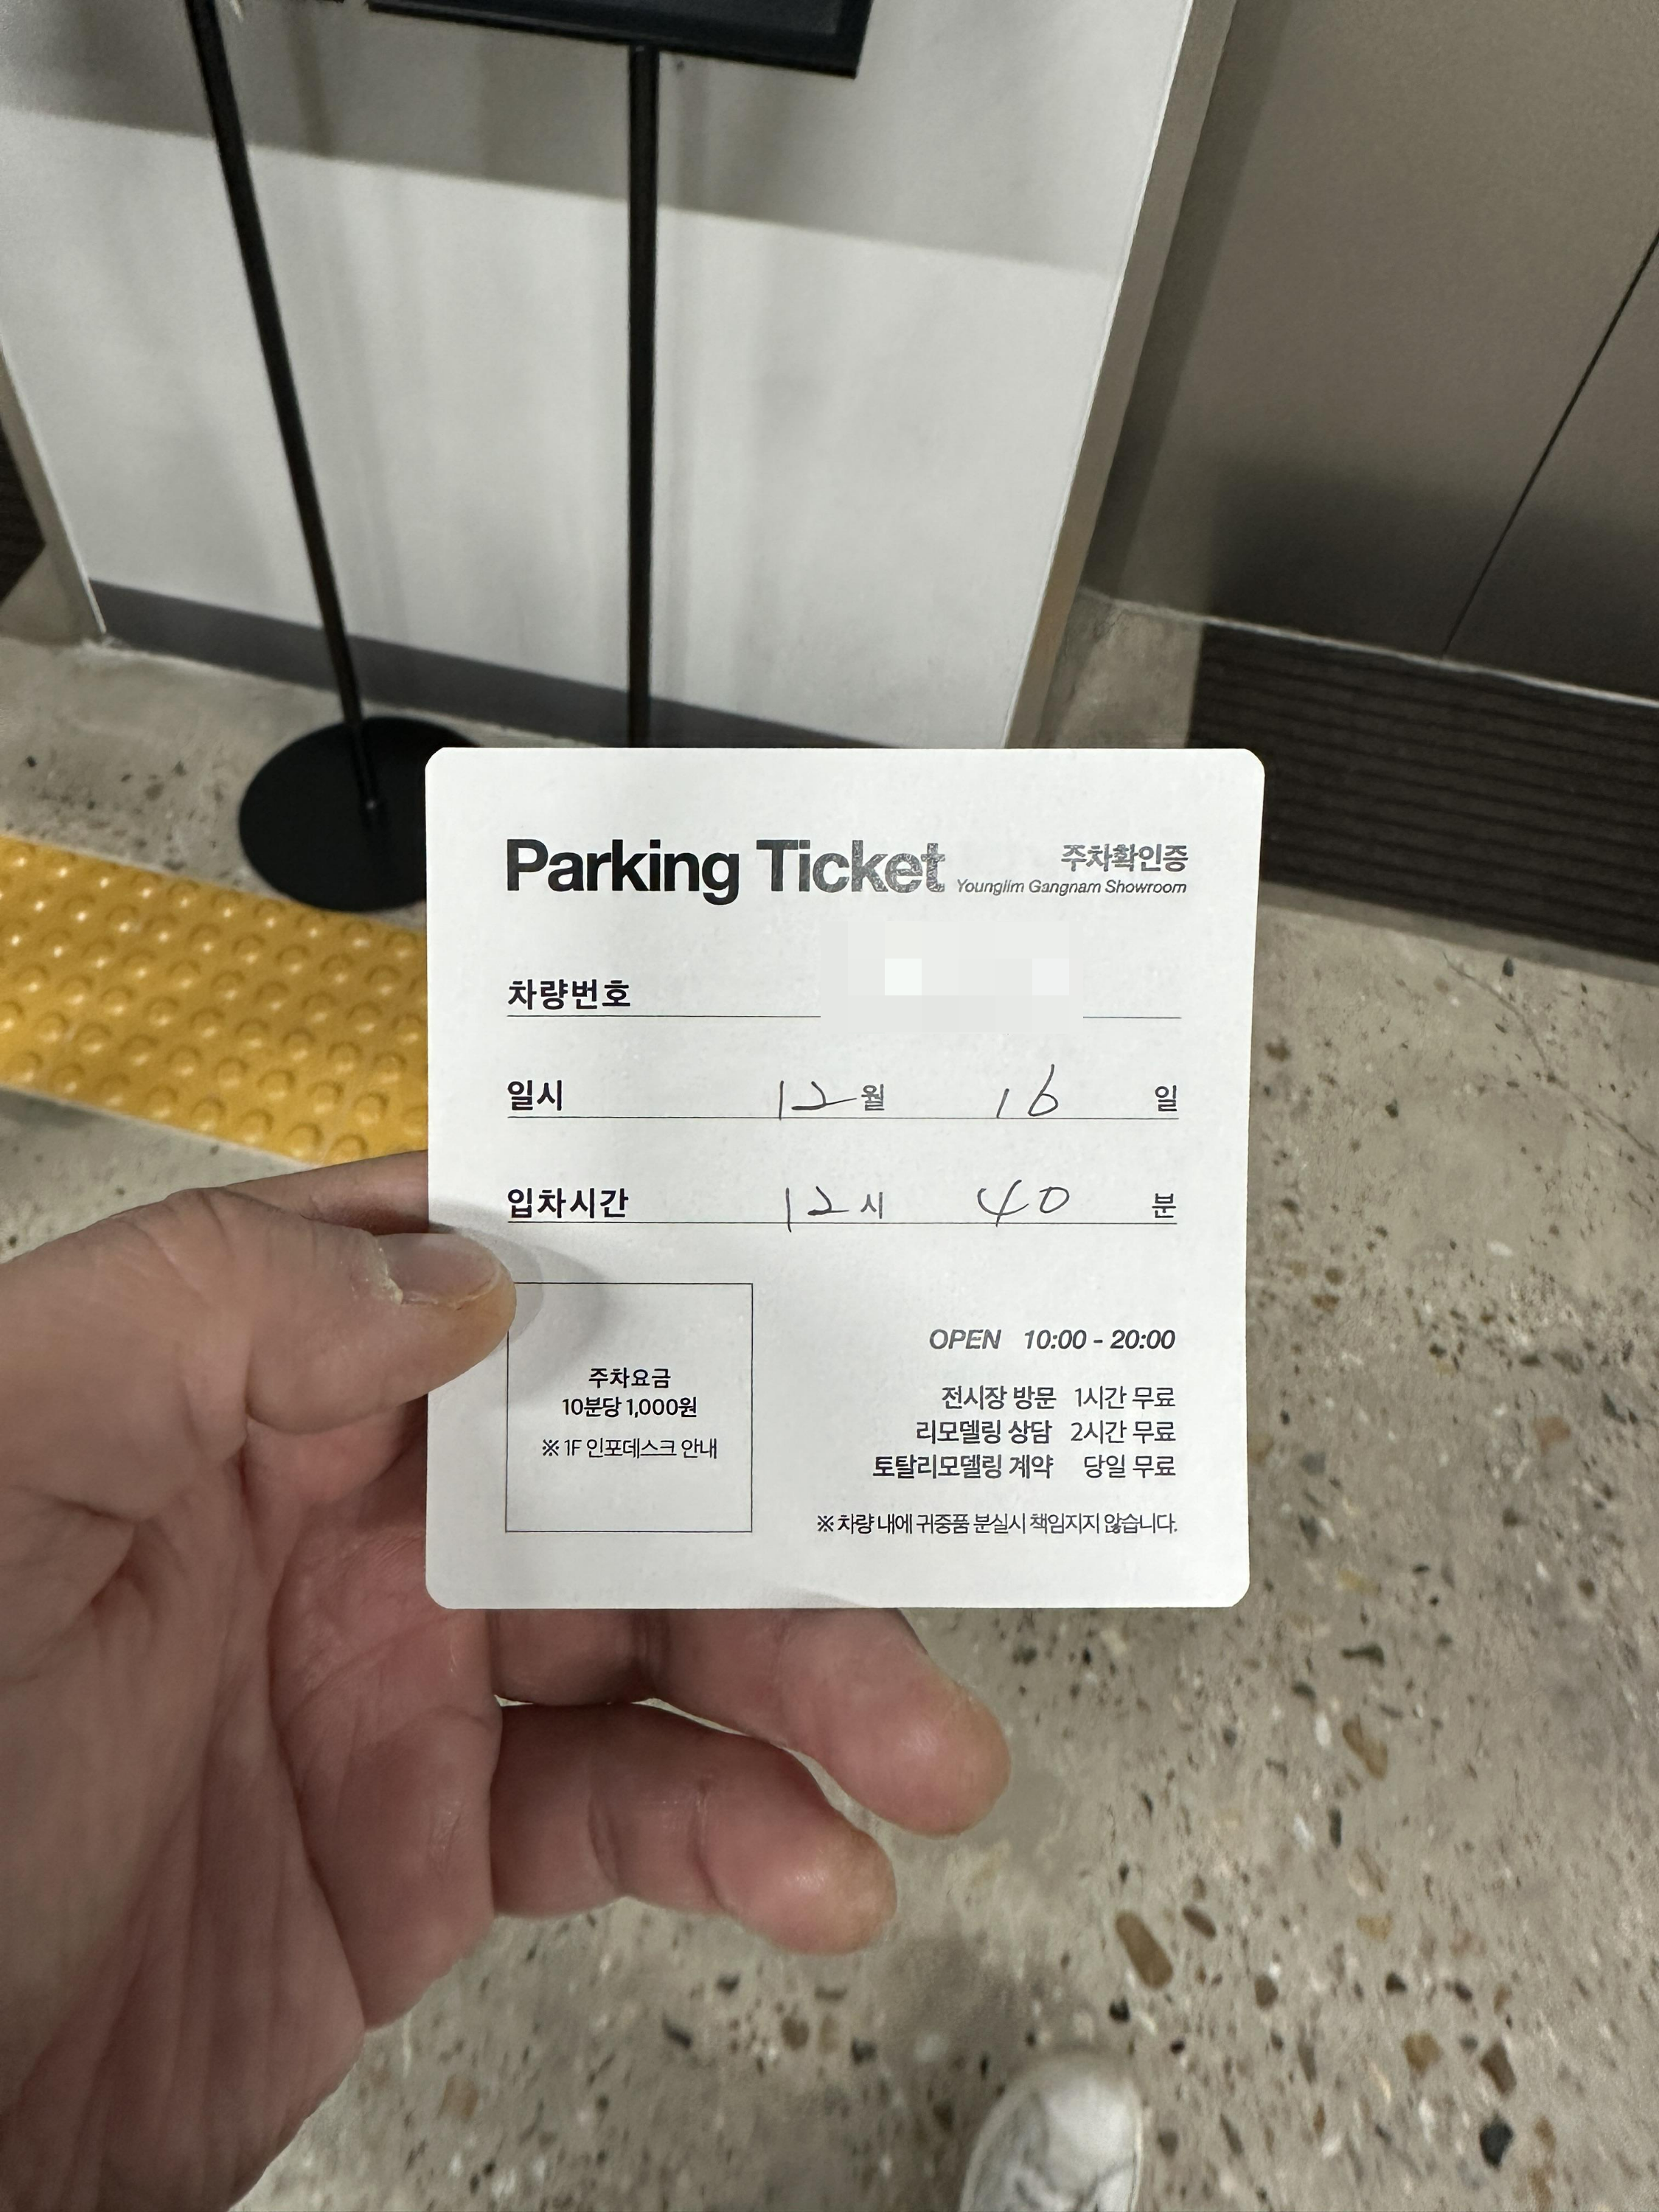 Parking Ticket 주차확인증
Younglim Gangnam Showroom
차량번호
일시 12월 16 일
입차시간 12시 40 분
주차요금
10분당 1,000원
※ 1F 인포데스크 안내
OPEN 10:00 - 20:00
전시장 방문 1시간 무료
리모델링 상담 2시간 무료
토탈리모델링 계약 당일 무료
※ 차량 내에 귀중품 분실시 책임지지 않습니다.